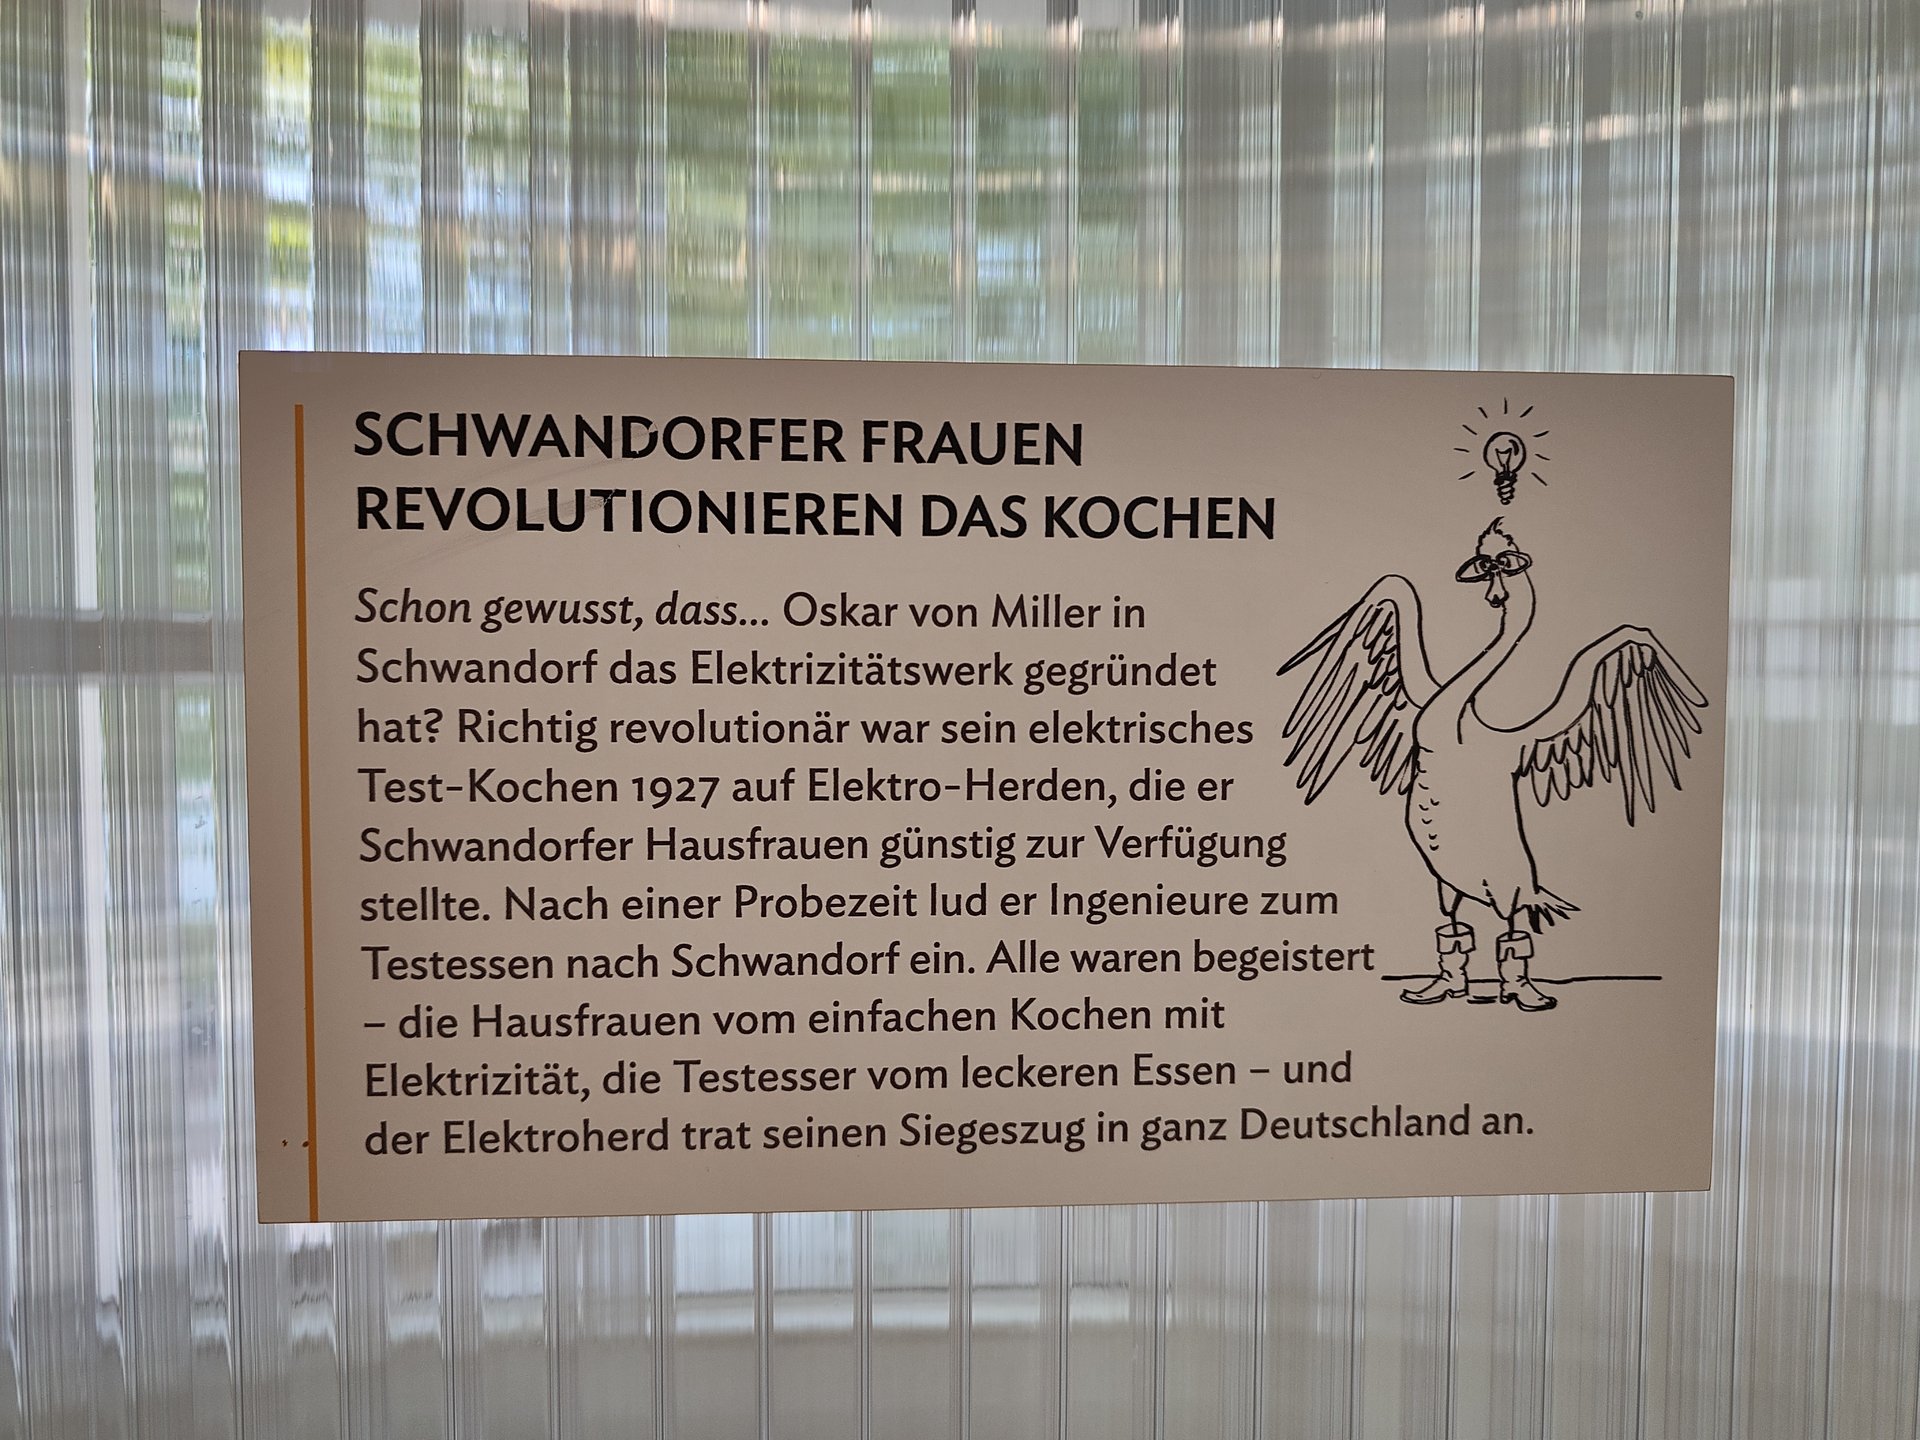 SCHWANDORFER FRAUEN
REVOLUTIONIEREN DAS KOCHEN
Schon gewusst, dass... Oskar von Miller in
Schwandorf das Elektrizitätswerk gegründet
hat? Richtig revolutionär war sein elektrisches
Test-Kochen 1927 auf Elektro-Herden, die er
Schwandorfer Hausfrauen günstig zur Verfügung
stellte. Nach einer Probezeit lud er Ingenieure zum
Testessen nach Schwandorf ein. Alle waren begeistert
– die Hausfrauen vom einfachen Kochen mit
Elektrizität, die Testesser vom leckeren Essen – und
der Elektroherd trat seinen Siegeszug in ganz Deutschland an.